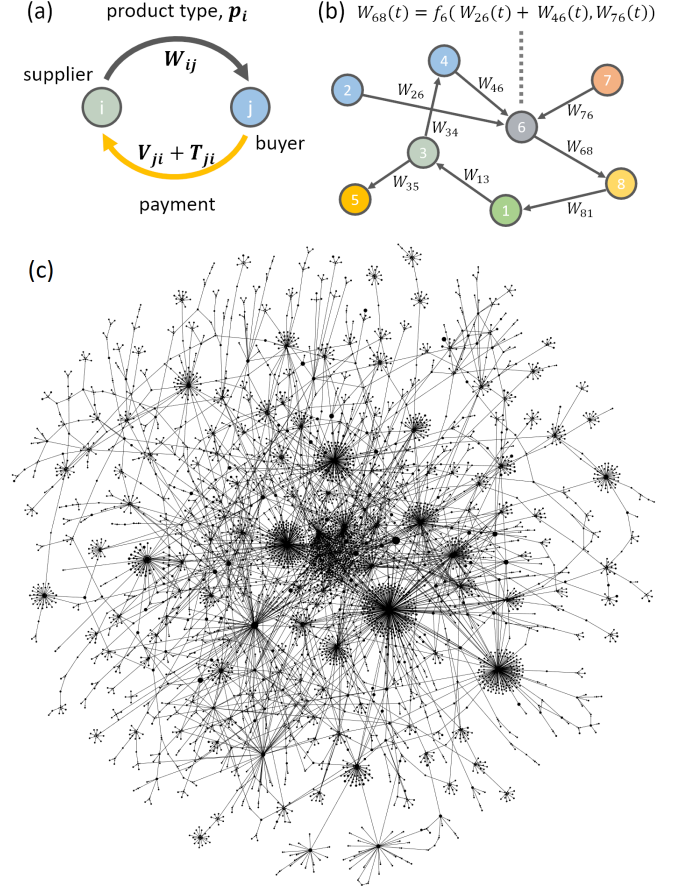 (a)
product type, p_i
W_ij
supplier
i
j
buyer
V_ji + T_ji
payment
(b)
W_68(t) = f_6( W_26(t) + W_46(t), W_76(t))
4
7
2
W_26
W_46
W_76
6
W_34
W_68
3
W_13
8
W_35
5
1
W_81
(c)